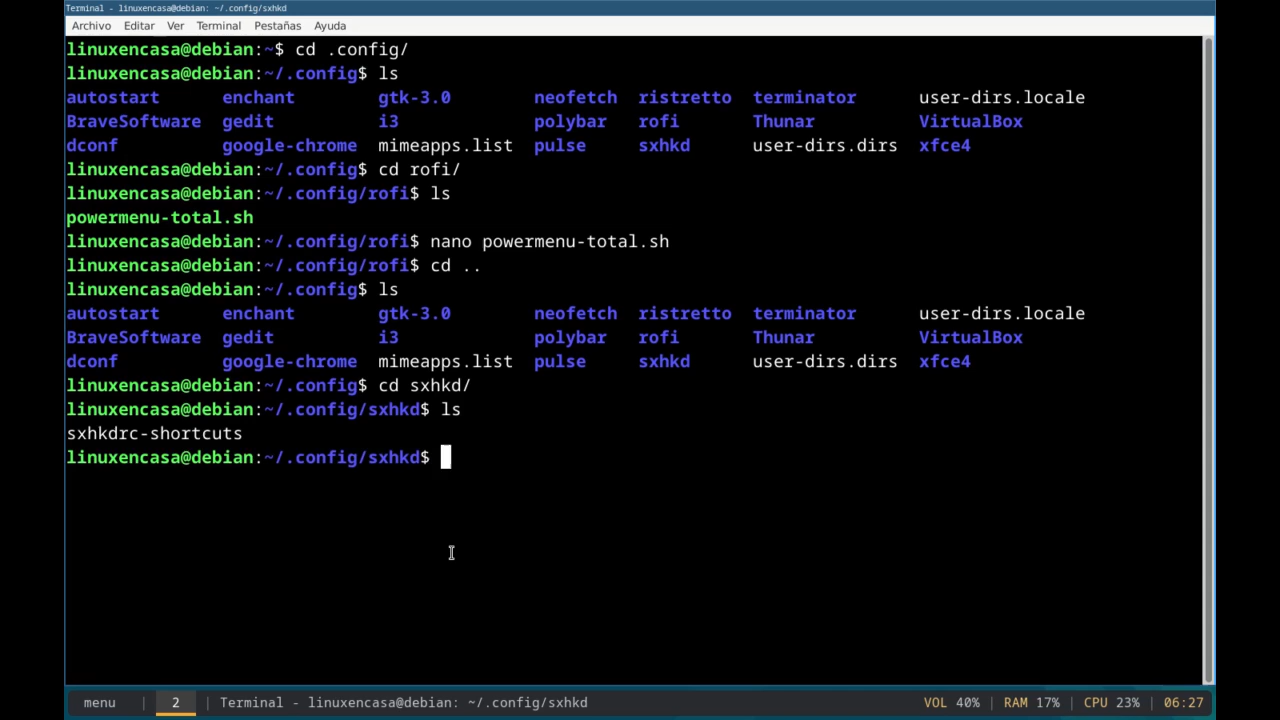 Terminal - linuxencasa@debian: ~/.config/sxhkd
Archivo Editar Ver Terminal Pestañas Ayuda
linuxencasa@debian:~$ cd .config/
linuxencasa@debian:~/.config$ ls
autostart enchant gtk-3.0 neofetch ristretto terminator user-dirs.locale
BraveSoftware gedit i3 polybar rofi Thunar VirtualBox
dconf google-chrome mimeapps.list pulse sxhkd user-dirs.dirs xfce4
linuxencasa@debian:~/.config$ cd rofi/
linuxencasa@debian:~/.config/rofi$ ls
powermenu-total.sh
linuxencasa@debian:~/.config/rofi$ nano powermenu-total.sh
linuxencasa@debian:~/.config/rofi$ cd ..
linuxencasa@debian:~/.config$ ls
autostart enchant gtk-3.0 neofetch ristretto terminator user-dirs.locale
BraveSoftware gedit i3 polybar rofi Thunar VirtualBox
dconf google-chrome mimeapps.list pulse sxhkd user-dirs.dirs xfce4
linuxencasa@debian:~/.config$ cd sxhkd/
linuxencasa@debian:~/.config/sxhkd$ ls
sxhkdrc-shortcuts
linuxencasa@debian:~/.config/sxhkd$
menu | 2 | Terminal - linuxencasa@debian: ~/.config/sxhkd VOL 40% | RAM 17% | CPU 23% | 06:27